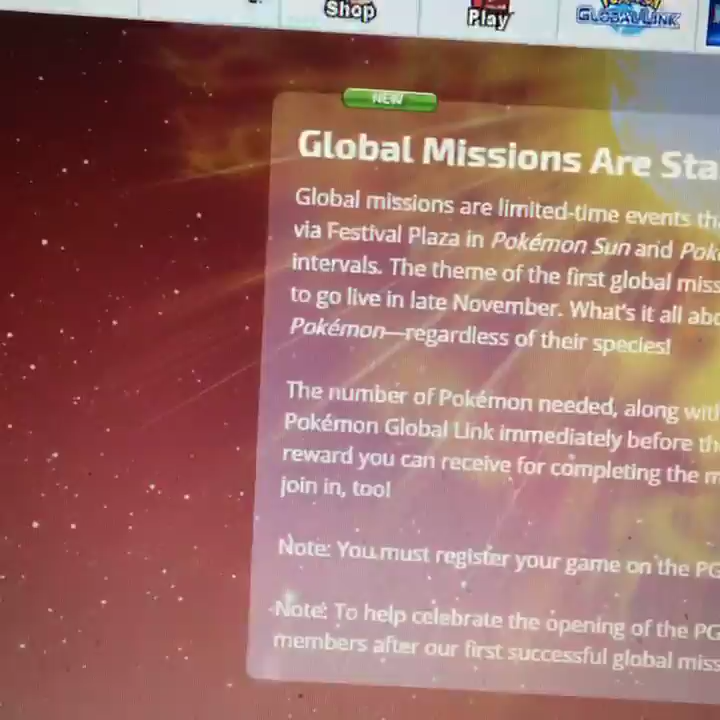 Shop
Play
GLOBAL LINK
NEW
Global Missions Are Sta
Global missions are limited-time events th
via Festival Plaza in Pokémon Sun and Pok
intervals. The theme of the first global miss
to go live in late November. What's it all abo
Pokémon—regardless of their species!
The number of Pokémon needed, along with
Pokémon Global Link immediately before the
reward you can receive for completing the m
join in, too!
Note: You must register your game on the PG
Note: To help celebrate the opening of the PG
members after our first successful global miss